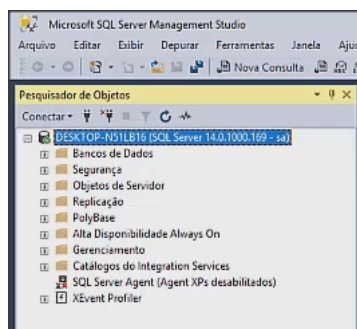 Microsoft SQL Server Management Studio
Arquivo Editar Exibir Depurar Ferramentas Janela
Nova Consulta
Pesquisador de Objetos
Conectar
DESKTOP-N51LB16 (SQL Server 14.0.1000.169 - sa)
Bancos de Dados
Segurança
Objetos de Servidor
Replicação
PolyBase
Alta Disponibilidade Always On
Gerenciamento
Catálogos do Integration Services
SQL Server Agent (Agent XPs desabilitados)
XEvent Profiler